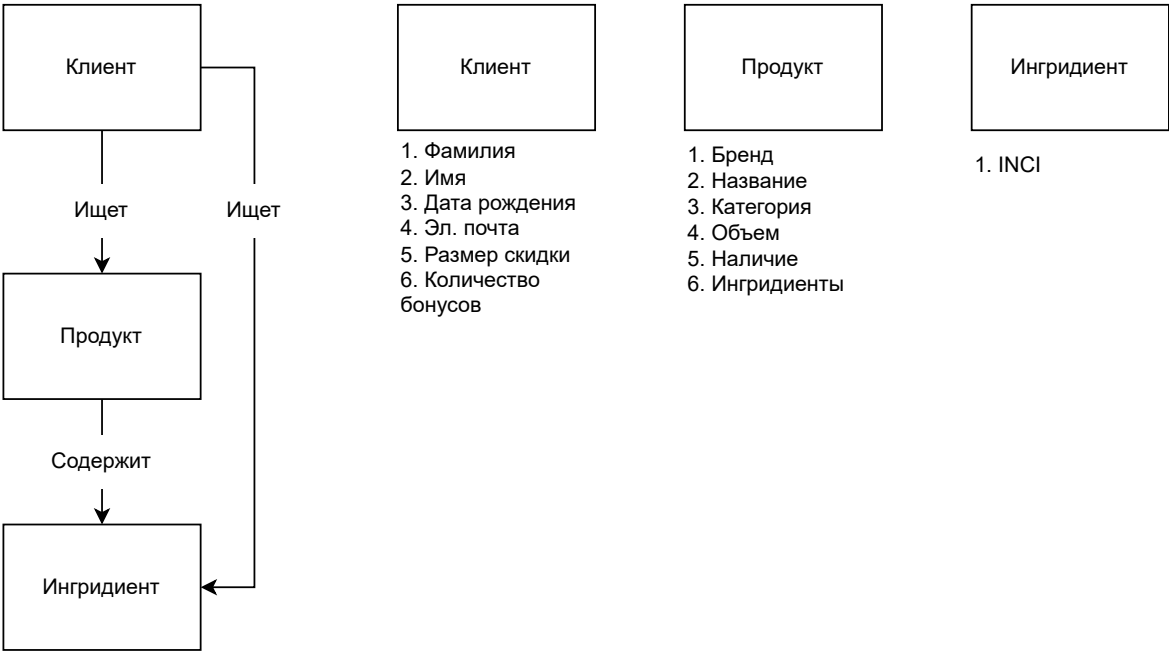 Клиент
Ищет
Ищет
Продукт
Содержит
Ингридиент
Клиент
1. Фамилия
2. Имя
3. Дата рождения
4. Эл. почта
5. Размер скидки
6. Количество
бонусов
Продукт
1. Бренд
2. Название
3. Категория
4. Объем
5. Наличие
6. Ингридиенты
Ингридиент
1. INCI